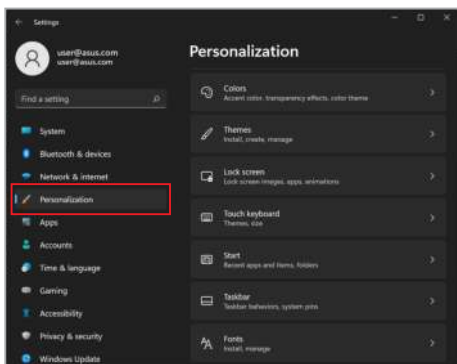 Settings
user@asus.com
user@asus.com
Find a setting
System
Bluetooth & devices
Network & internet
Personalization
Apps
Accounts
Time & language
Gaming
Accessibility
Privacy & security
Windows Update
Personalization
Colors
Accent color, transparency effects, color theme
Themes
Install, create, manage
Lock screen
Lock screen images, apps, animations
Touch keyboard
Themes, size
Start
Recent apps and items, folders
Taskbar
Taskbar behaviors, system pins
Fonts
Install, manage